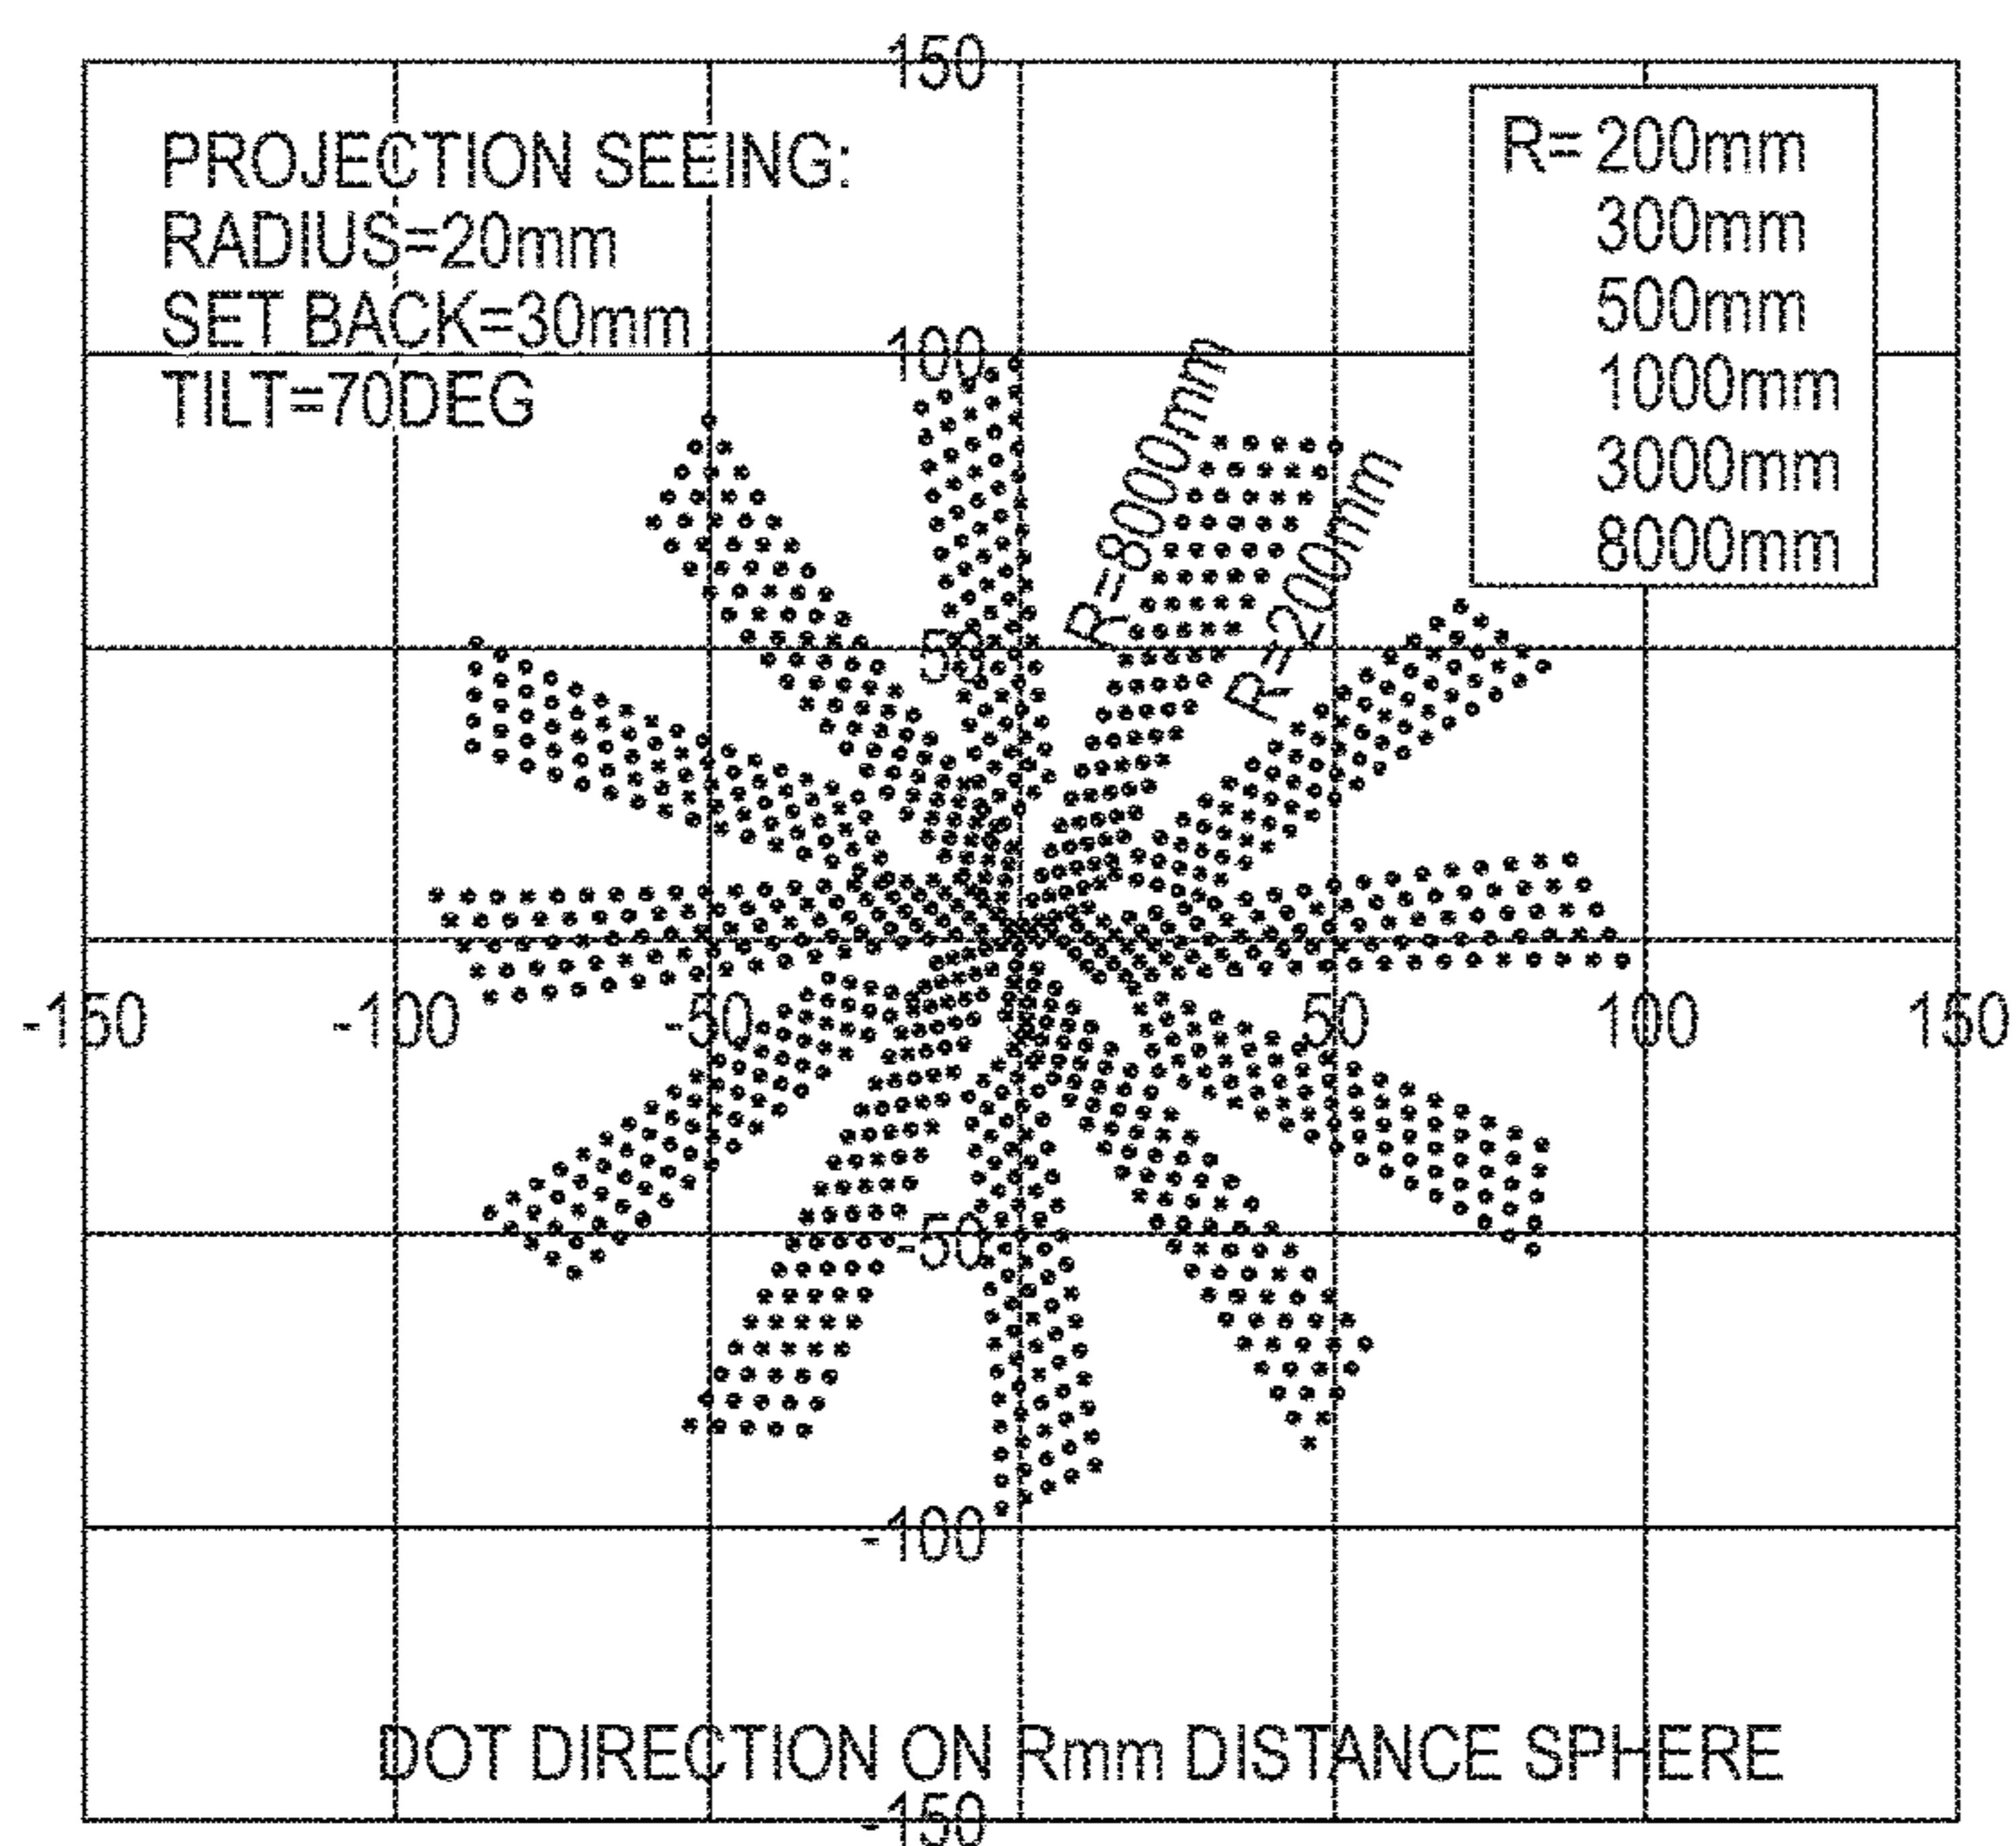 150
PROJECTION SEEING:
RADIUS=20mm
SET BACK=30mm
TILT=70DEG
R=200mm
300mm
500mm
1000mm
3000mm
8000mm
100
R=8000mm
R=200mm
50
-150 -100 -50 50 100 150
-50
-100
DOT DIRECTION ON Rmm DISTANCE SPHERE
-150